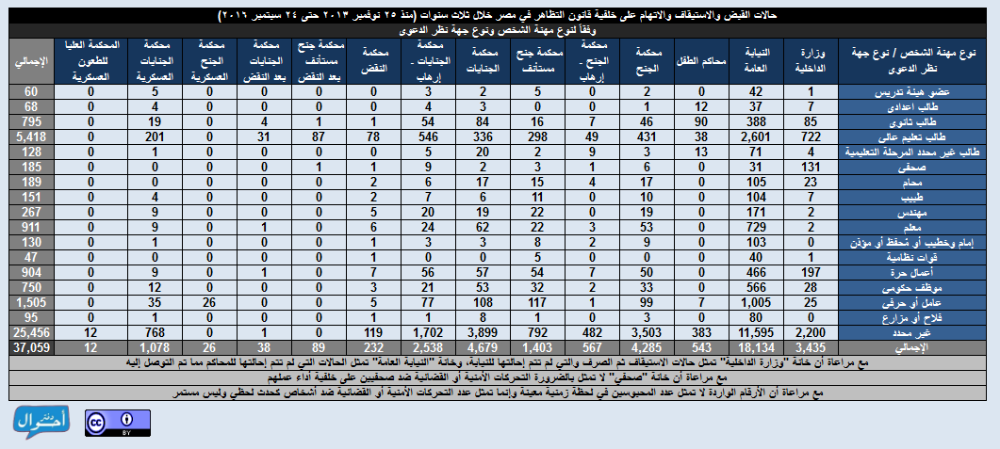 حالات القبض والاستيقاف والاتهام على خلفية قانون التظاهر في مصر خلال ثلاث سنوات (منذ ٢٥ نوفمبر ٢٠١٣ حتى ٢٤ سبتمبر ٢٠١٦)
وفقاً لنوع مهنة الشخص ونوع جهة نظر الدعوى
نوع مهنة الشخص / نوع جهة نظر الدعوى وزارة الداخلية النيابة العامة محاكم الطفل محكمة الجنح محكمة الجنح - إرهاب محكمة جنح مستأنف محكمة الجنايات محكمة الجنايات - إرهاب محكمة النقض محكمة جنح مستأنف بعد النقض محكمة الجنايات بعد النقض محكمة الجنح العسكرية محكمة الجنايات العسكرية المحكمة العليا للطعون العسكرية الإجمالي
عضو هيئة تدريس 1 42 0 2 0 5 2 3 0 0 0 0 5 0 60
طالب اعدادى 7 37 12 1 0 0 3 4 0 0 0 0 4 0 68
طالب ثانوى 85 388 90 46 7 16 84 54 1 1 4 0 19 0 795
طالب تعليم عالى 722 2,601 38 431 49 298 336 546 78 87 31 0 201 0 5,418
طالب غير محدد المرحلة التعليمية 4 71 13 3 9 2 20 5 0 0 0 0 1 0 128
صحفى 131 31 0 2 1 3 6 9 1 1 0 0 0 0 185
محام 23 105 0 17 4 15 17 6 2 0 0 0 0 0 189
طبيب 7 104 0 10 0 11 6 7 2 0 0 0 4 0 151
مهندس 2 171 0 19 0 22 19 20 5 0 0 0 9 0 267
معلم 2 729 0 53 3 22 62 24 6 0 1 0 9 0 911
إمام وخطيب أو مُحفظ أو مؤذن 0 103 0 9 2 8 3 3 1 0 0 0 1 0 130
قوات نظامية 1 40 0 0 0 5 0 0 1 0 0 0 0 0 47
أعمال حرة 197 466 0 50 7 54 57 56 7 0 1 0 9 0 904
موظف حكومى 28 566 0 33 2 32 53 21 3 0 0 0 12 0 750
عامل أو حرفى 25 1,005 7 99 1 117 108 77 5 0 0 26 35 0 1,505
فلاح أو مزارع 0 80 0 3 0 8 1 1 1 0 0 0 1 0 95
غير محدد 2,200 11,595 383 3,503 482 792 3,899 1,702 119 0 1 0 768 12 25,456
الإجمالي 3,435 18,134 543 4,285 567 1,403 4,679 2,538 232 89 38 26 1,078 12 37,059
مع مراعاة أن خانة "وزارة الداخلية" تمثل حالات الاستيقاف ثم الصرف والتي لم تتم إحالتها للنيابة، وخانة "النيابة العامة" تمثل الحالات التي لم تتم إحالتها للمحاكم مما تم التوصل إليه
مع مراعاة أن خانة "صحفي" لا تمثل بالضرورة التحركات الأمنية أو القضائية ضد صحفيين على خلفية أداء عملهم
مع مراعاة أن الأرقام الواردة لا تمثل عدد المحبوسين في لحظة زمنية معينة وإنما تمثل عدد التحركات الأمنية أو القضائية ضد أشخاص كحدث لحظي وليس مستمر
دفتر أحوال
cc BY